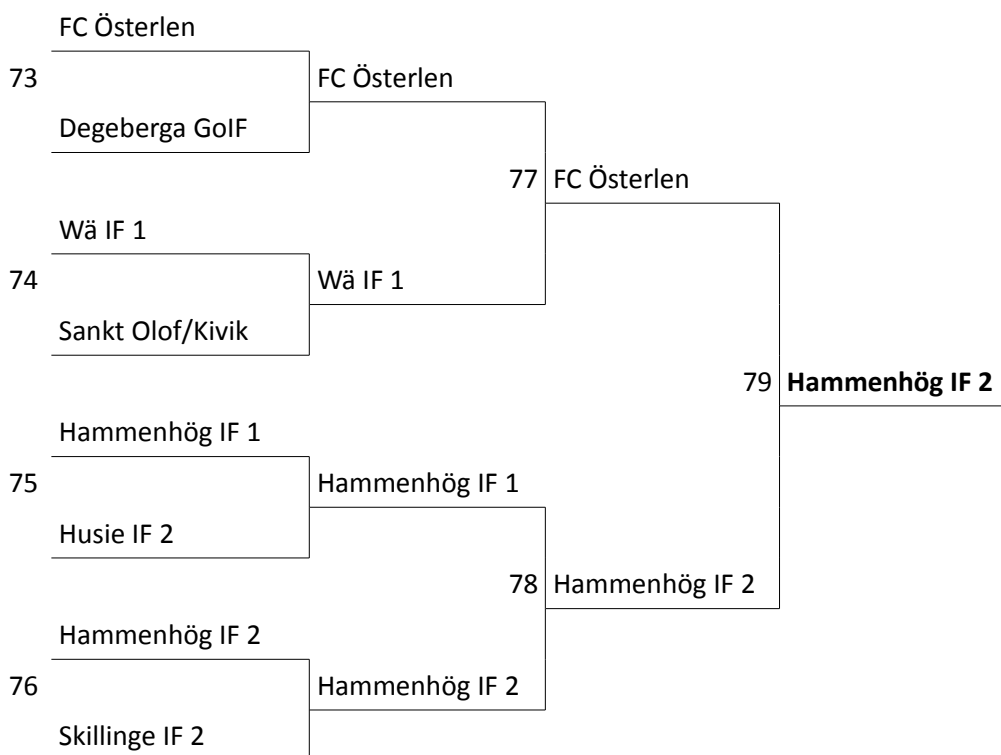 FC Österlen
73 FC Österlen
Degeberga GoIF
77 FC Österlen
Wä IF 1
74 Wä IF 1
Sankt Olof/Kivik
79 Hammenhög IF 2
Hammenhög IF 1
75 Hammenhög IF 1
Husie IF 2
78 Hammenhög IF 2
Hammenhög IF 2
76 Hammenhög IF 2
Skillinge IF 2